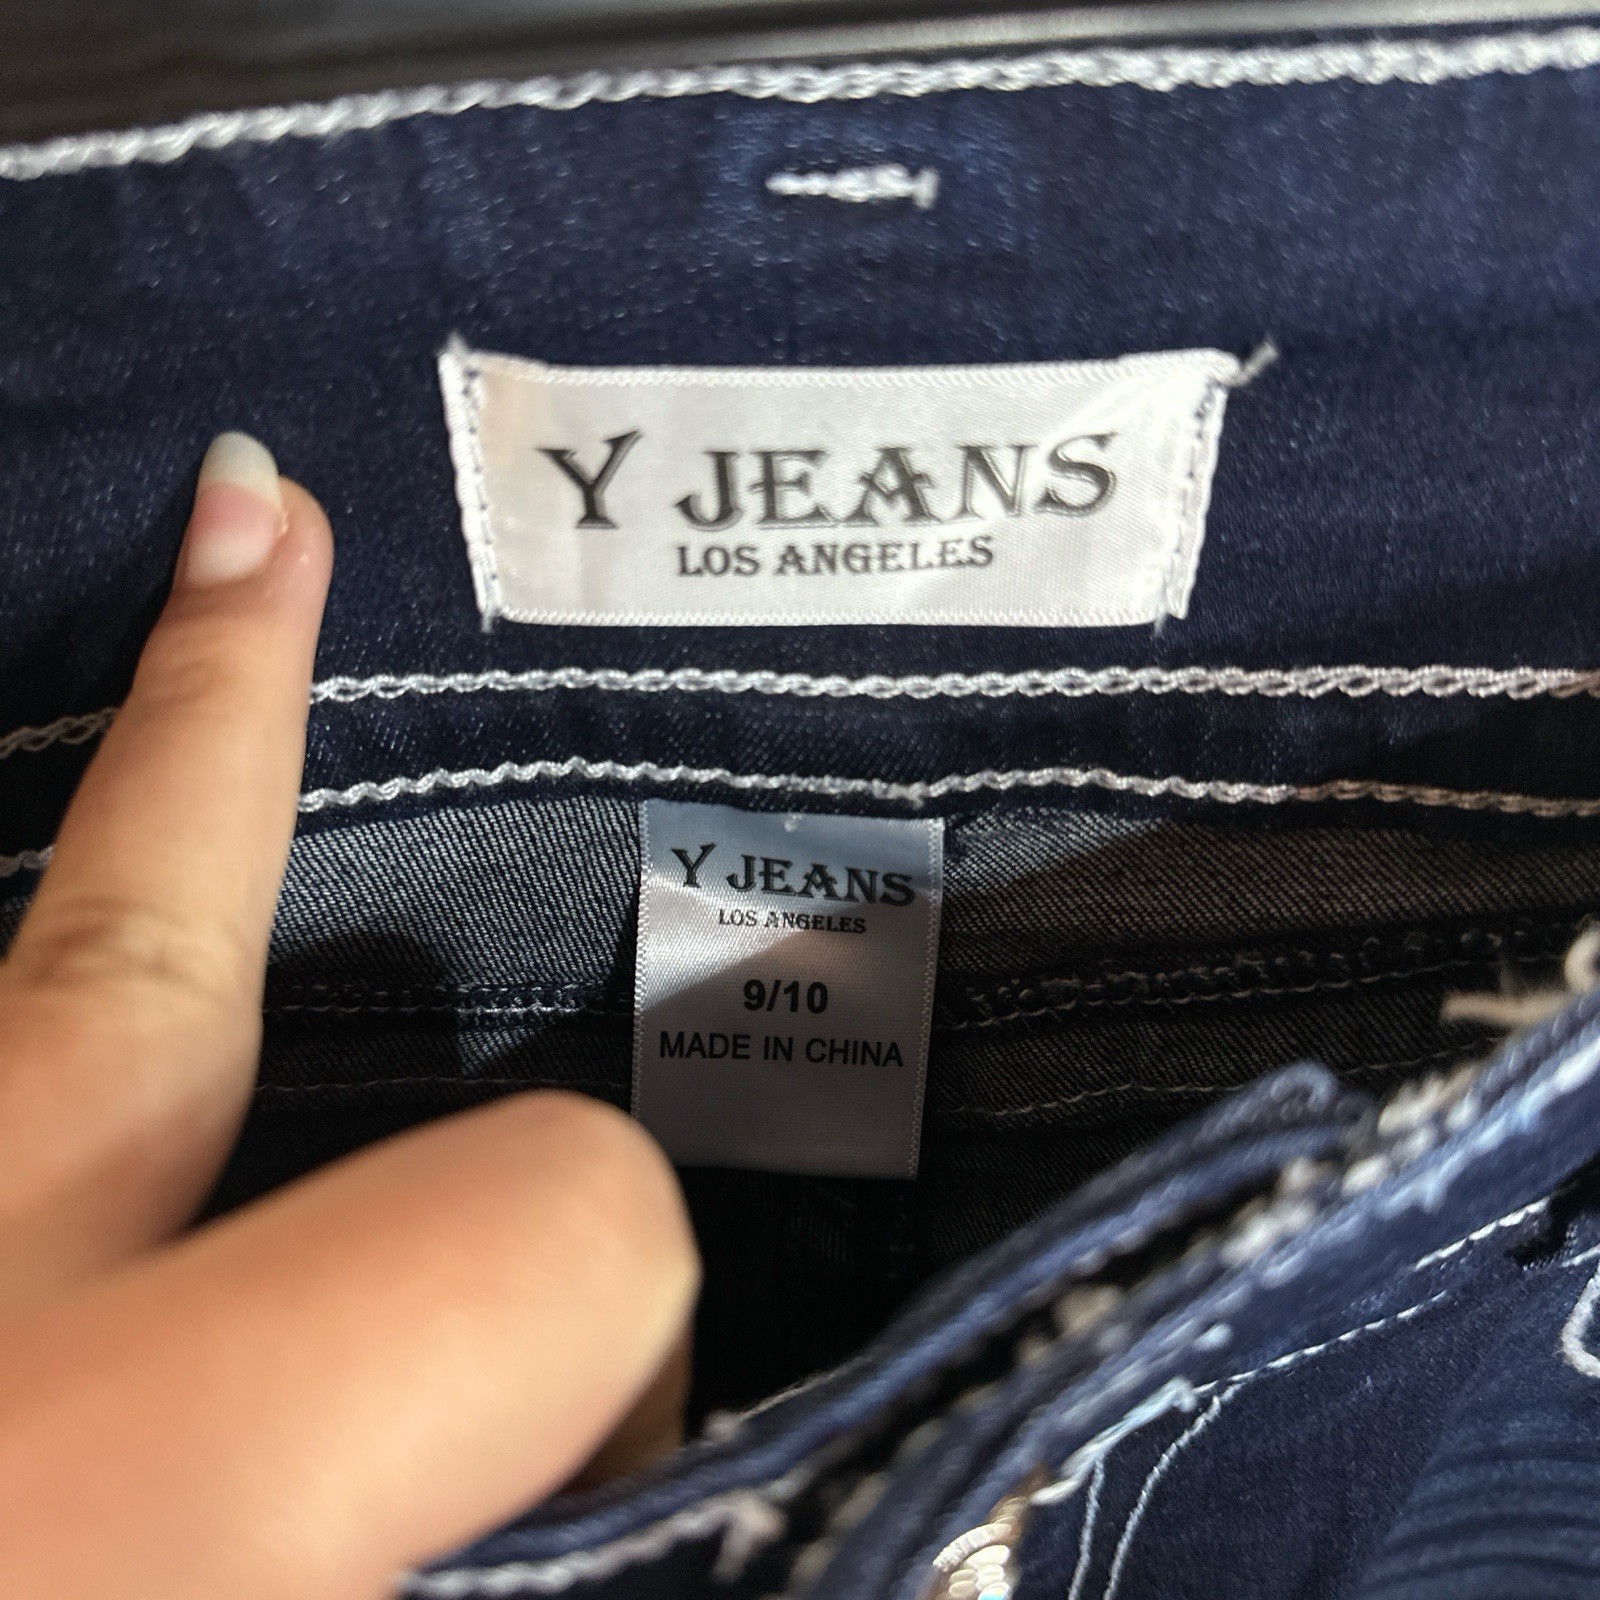 Y JEANS
LOS ANGELES
Y JEANS
LOS ANGELES
9/10
MADE IN CHINA